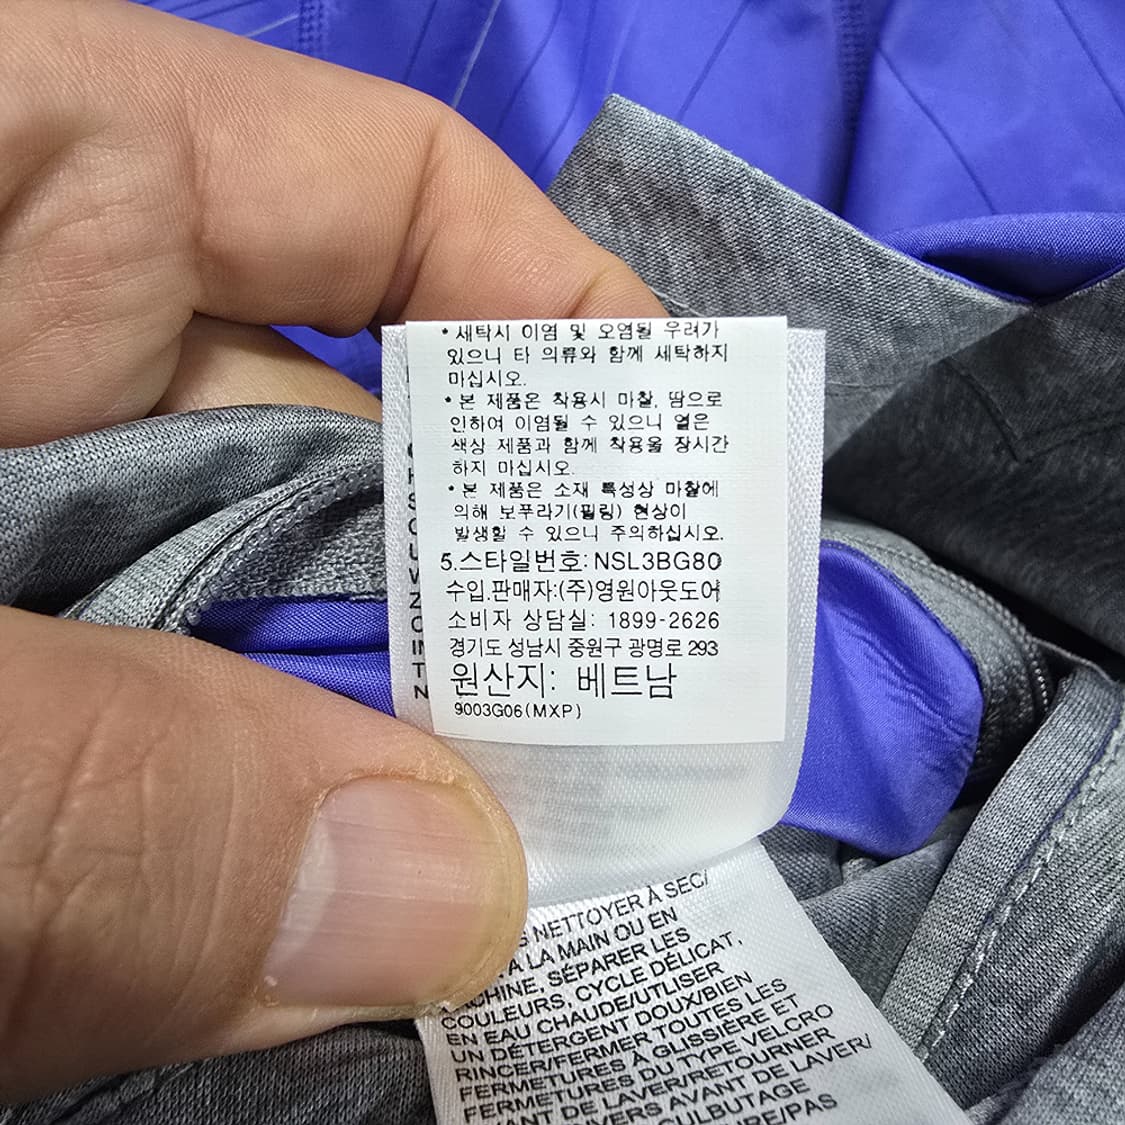 * 세탁시 이염 및 오염될 우려가
있으니 타 의류와 함께 세탁하지
마십시오.
* 본 제품은 착용시 마찰, 땀으로
인하여 이염될 수 있으니 옅은
색상 제품과 함께 착용을 장시간
하지 마십시오.
* 본 제품은 소재 특성상 마찰에
의해 보푸라기(필링) 현상이
발생할 수 있으니 주의하십시오.
5.스타일번호: NSL3BG80
수입.판매자:(주)영원아웃도어
소비자 상담실: 1899-2626
경기도 성남시 중원구 광명로 293
원산지: 베트남
9003G06(MXP)
NETTOYER À SEC/
À LA MAIN OU EN
SÉPARER LES
COULEURS, CYCLE DÉLICAT,
EN EAU CHAUDE/UTLISER
UN DÉTERGENT DOUX/BIEN
RINCER/FERMER TOUTES LES
FERMETURES À GLISSIÈRE ET
FERMETURES DU TYPE VELCRO
AVANT DE LAVER/RETOURNER
AVANT DE LAVER/
CULBUTAGE